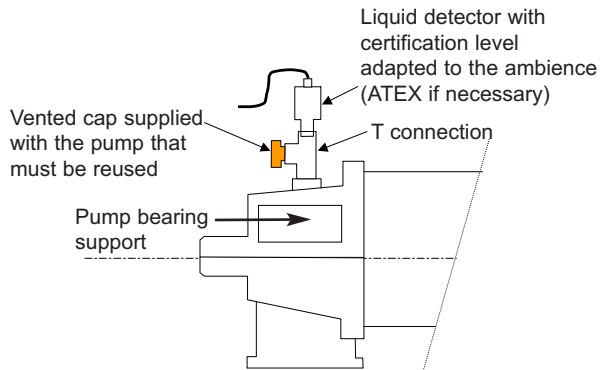 Liquid detector with
certification level
adapted to the ambience
(ATEX if necessary)
Vented cap supplied
with the pump that
must be reused
T connection
Pump bearing
support